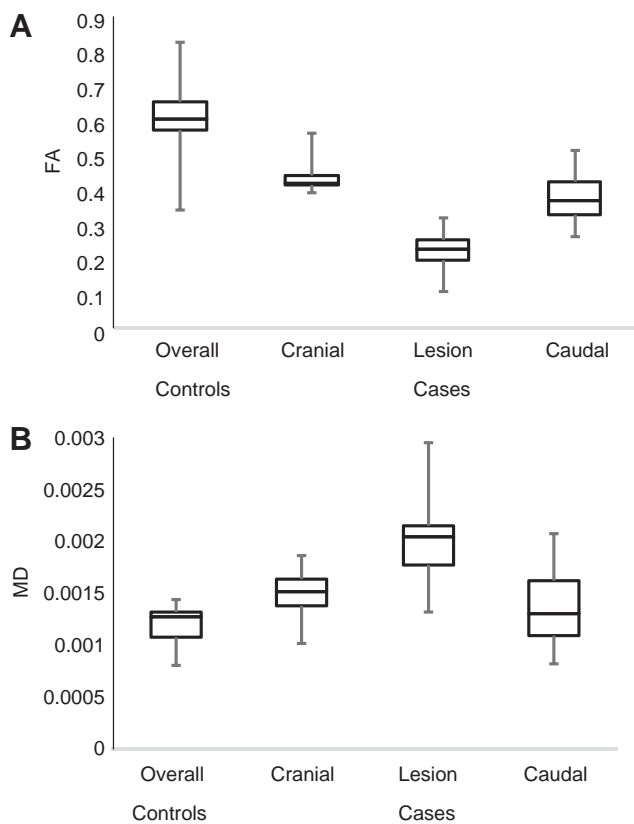 A
0.9
0.8
0.7
0.6
0.5
0.4
0.3
0.2
0.1
0
FA
Overall Cranial Lesion Caudal
Controls Cases
B
0.003
0.0025
0.002
0.0015
0.001
0.0005
0
MD
Overall Cranial Lesion Caudal
Controls Cases